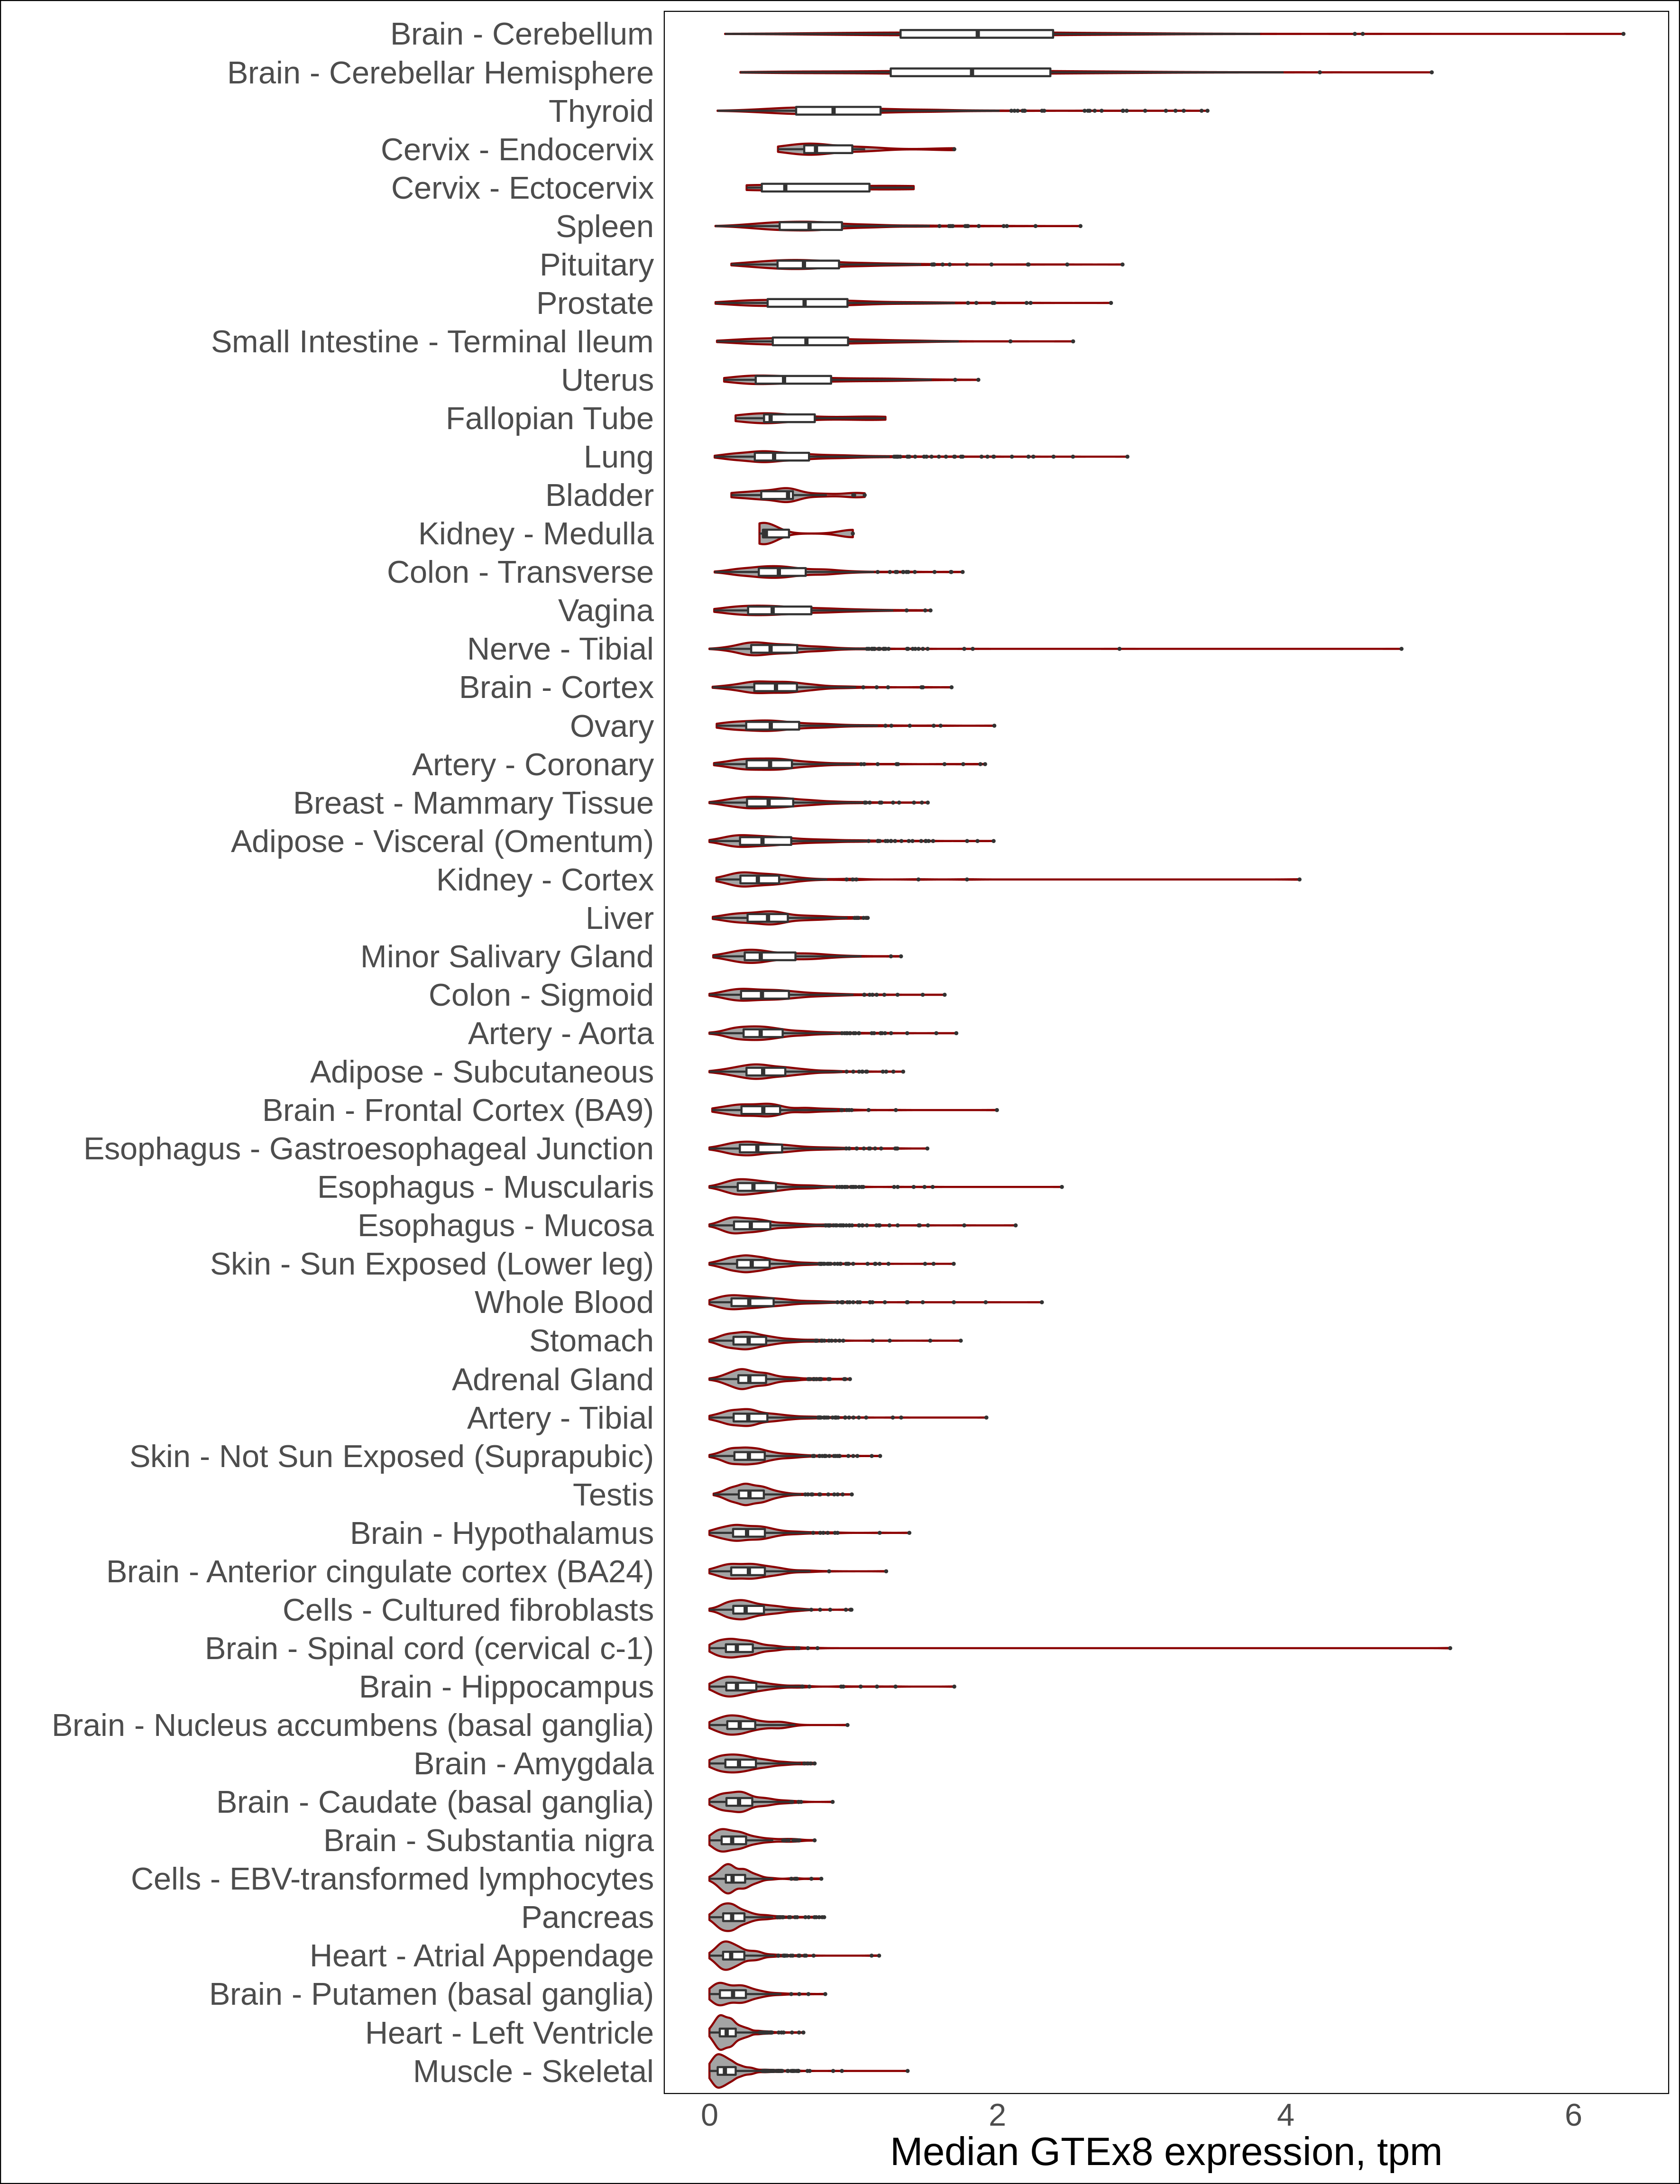 Brain - Cerebellum
Brain - Cerebellar Hemisphere
Thyroid
Cervix - Endocervix
Cervix - Ectocervix
Spleen
Pituitary
Prostate
Small Intestine - Terminal Ileum
Uterus
Fallopian Tube
Lung
Bladder
Kidney - Medulla
Colon - Transverse
Vagina
Nerve - Tibial
Brain - Cortex
Ovary
Artery - Coronary
Breast - Mammary Tissue
Adipose - Visceral (Omentum)
Kidney - Cortex
Liver
Minor Salivary Gland
Colon - Sigmoid
Artery - Aorta
Adipose - Subcutaneous
Brain - Frontal Cortex (BA9)
Esophagus - Gastroesophageal Junction
Esophagus - Muscularis
Esophagus - Mucosa
Skin - Sun Exposed (Lower leg)
Whole Blood
Stomach
Adrenal Gland
Artery - Tibial
Skin - Not Sun Exposed (Suprapubic)
Testis
Brain - Hypothalamus
Brain - Anterior cingulate cortex (BA24)
Cells - Cultured fibroblasts
Brain - Spinal cord (cervical c-1)
Brain - Hippocampus
Brain - Nucleus accumbens (basal ganglia)
Brain - Amygdala
Brain - Caudate (basal ganglia)
Brain - Substantia nigra
Cells - EBV-transformed lymphocytes
Pancreas
Heart - Atrial Appendage
Brain - Putamen (basal ganglia)
Heart - Left Ventricle
Muscle - Skeletal
0 2 4 6
Median GTEx8 expression, tpm